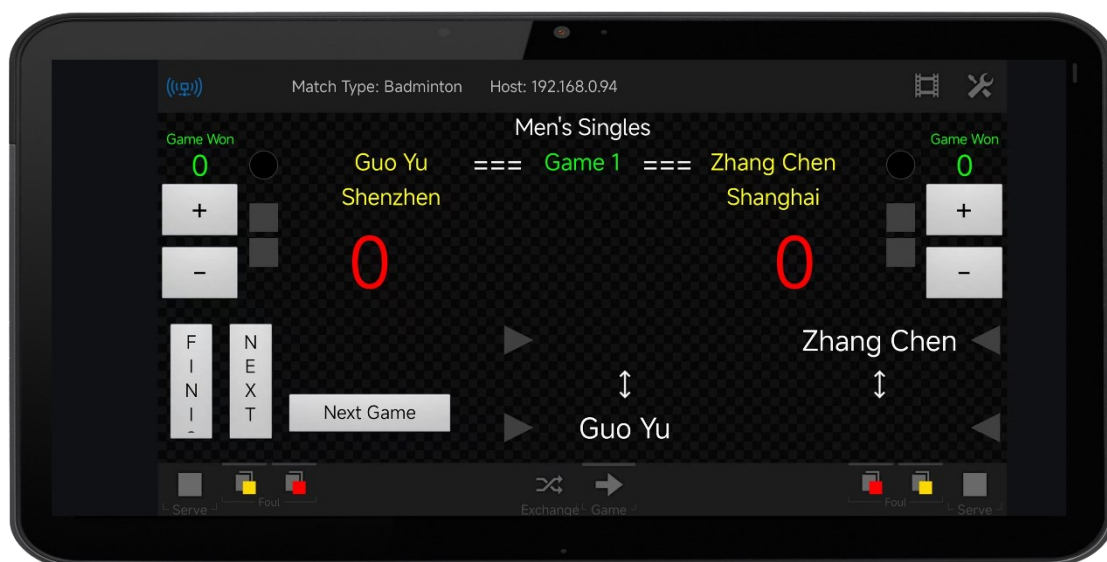 Match Type: Badminton Host: 192.168.0.94
Men's Singles
Game Won
0
Guo Yu === Game 1 === Zhang Chen
Game Won
0
Shenzhen
Shanghai
+
-
0
0
+
-
FINI
NEXT
Next Game
Zhang Chen
Guo Yu
Serve
Foul
Exchange
Game
Foul
Serve